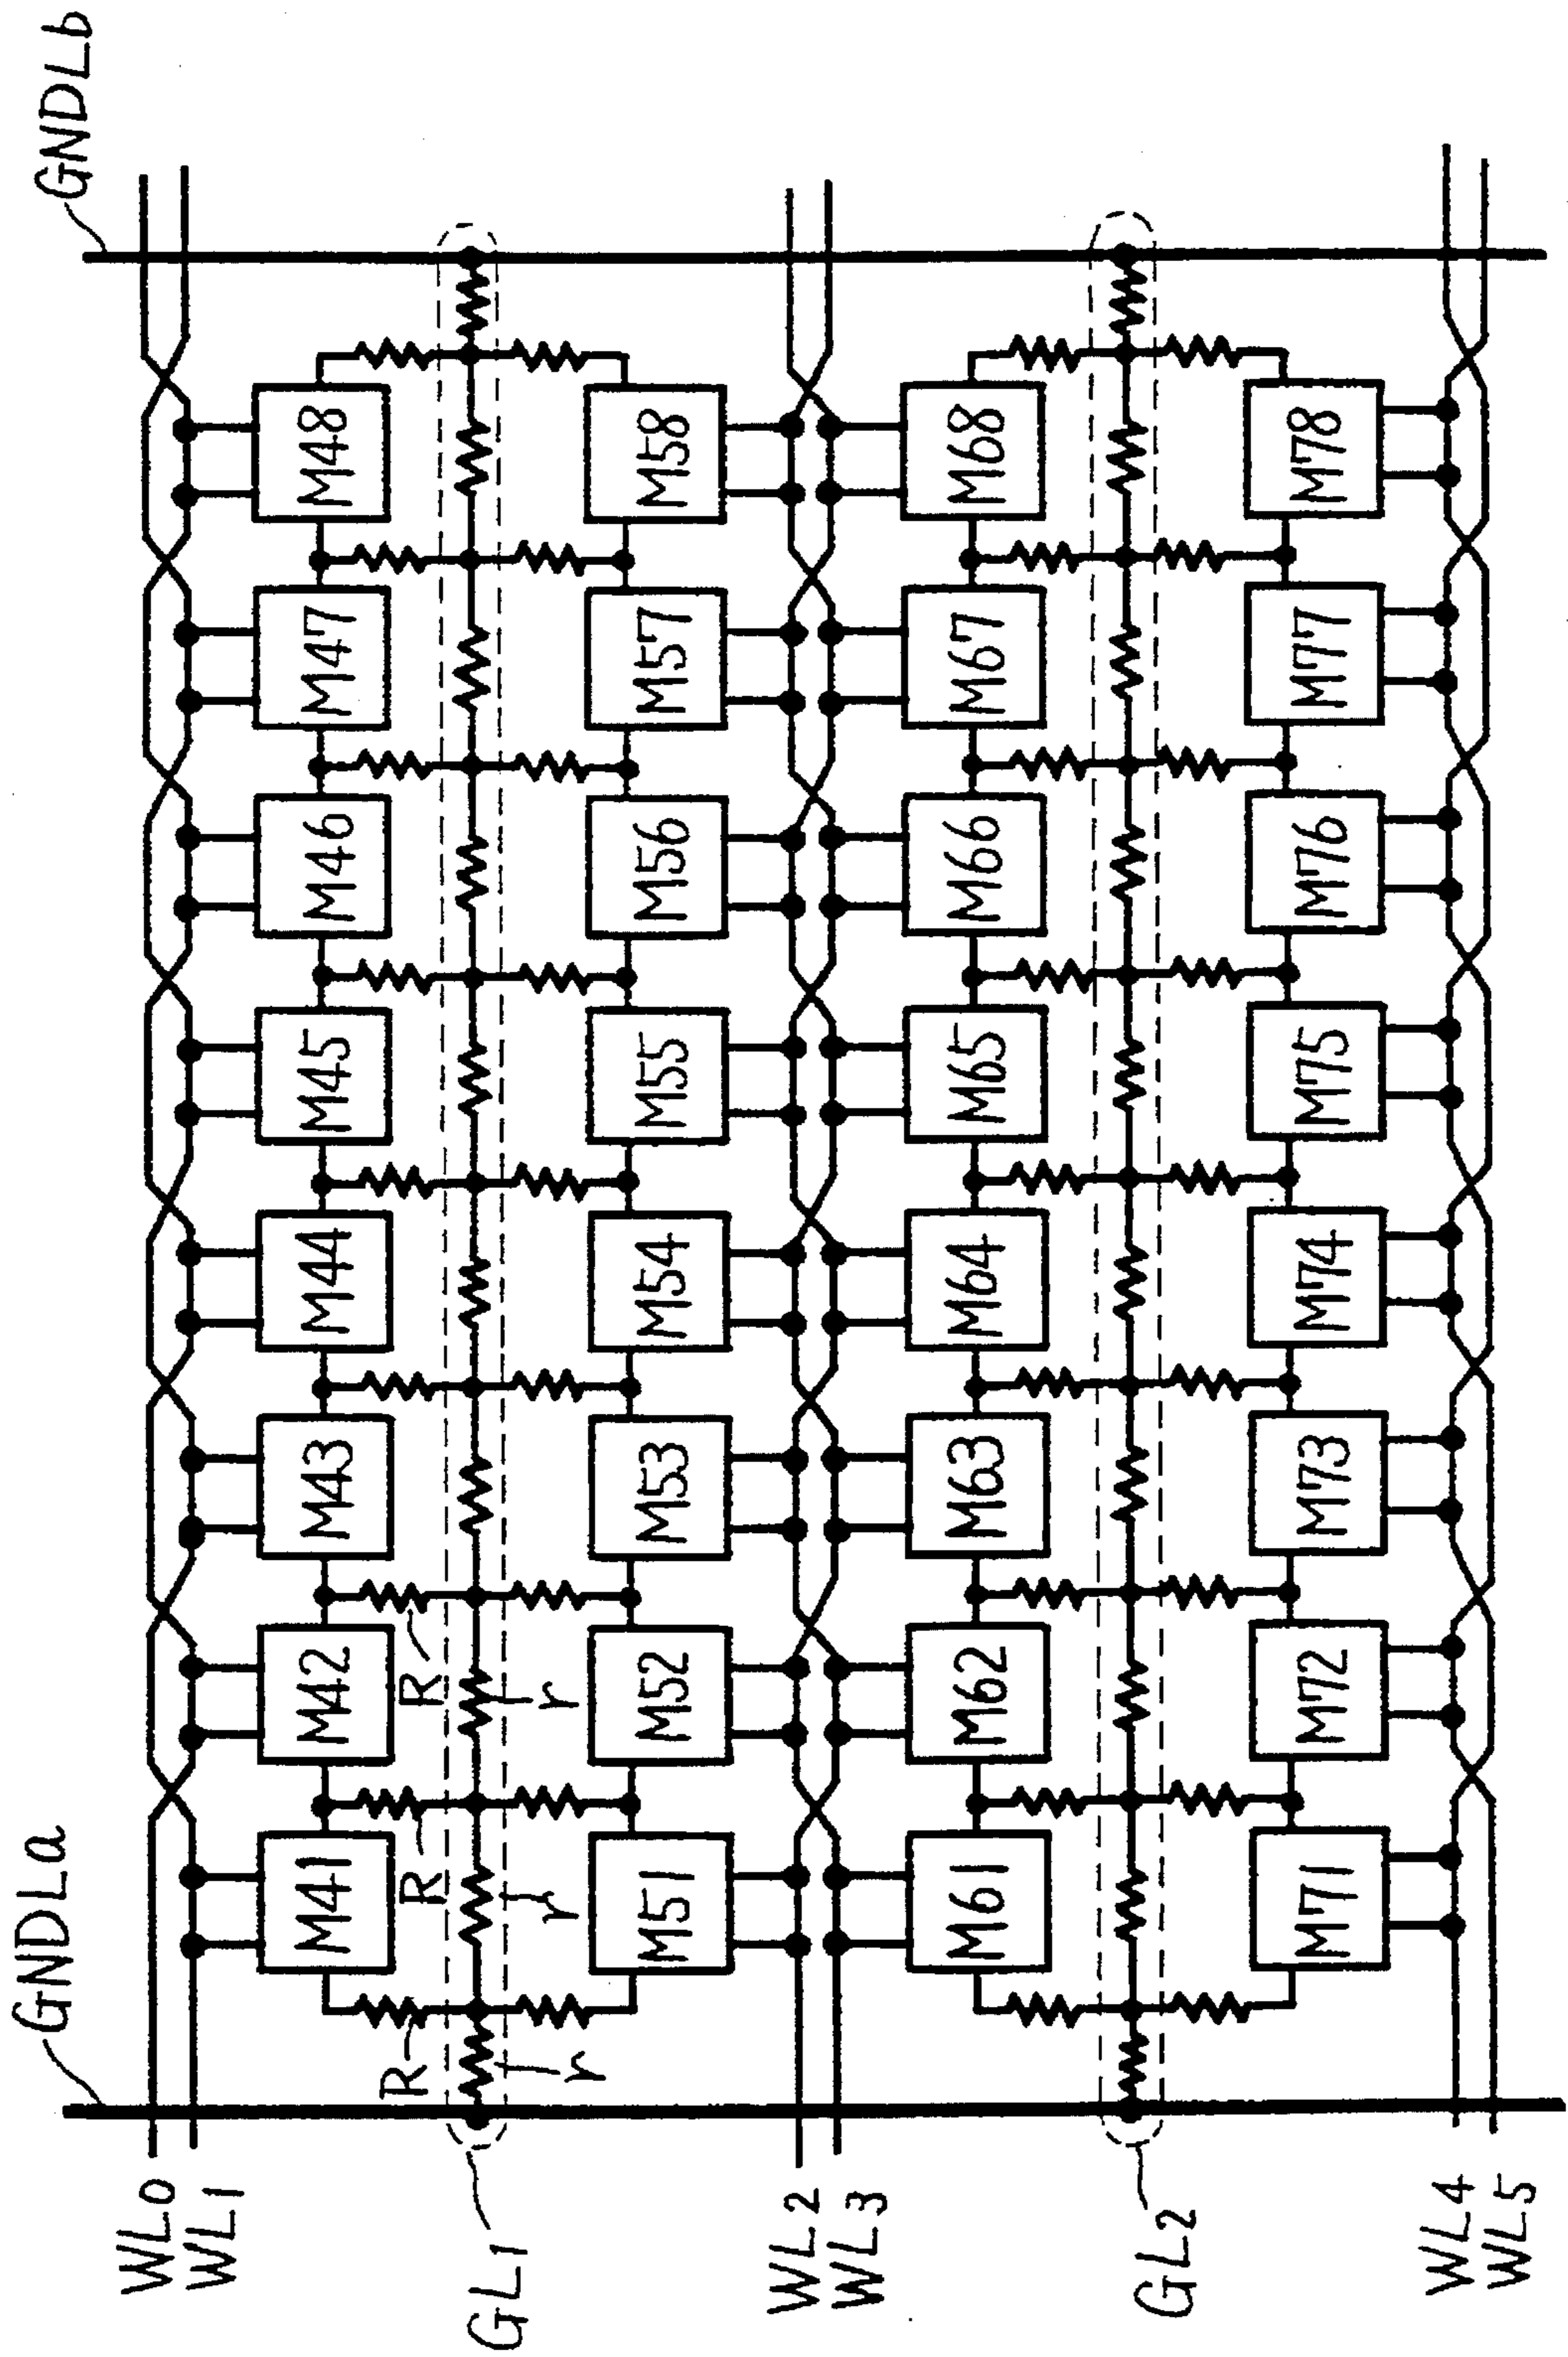 GNDLa
GNDLb
WL0
WL1
M41 M42 M43 M44 M45 M46 M47 M48
R R R
GL1
r r r
M51 M52 M53 M54 M55 M56 M57 M58
WL2
WL3
M61 M62 M63 M64 M65 M66 M67 M68
GL2
M71 M72 M73 M74 M75 M76 M77 M78
WL4
WL5